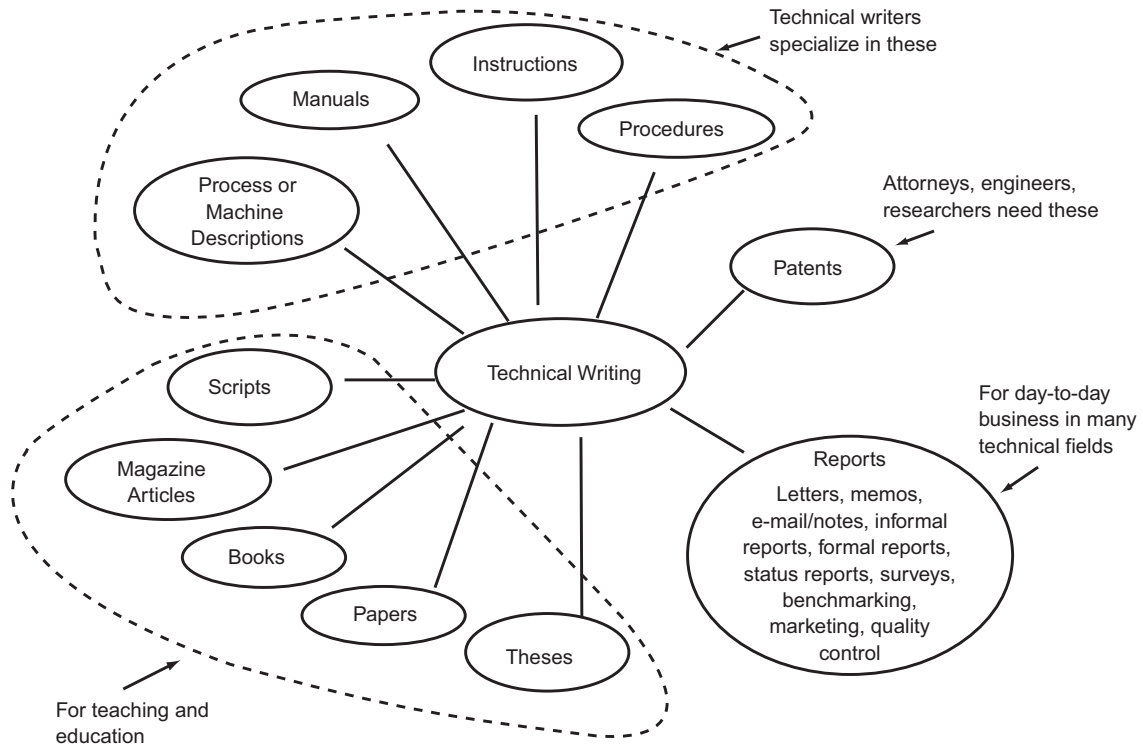 Technical writers
specialize in these
Instructions
Manuals
Procedures
Process or
Machine
Descriptions
Attorneys, engineers,
researchers need these
Patents
Technical Writing
Scripts
For day-to-day
business in many
technical fields
Magazine
Articles
Reports
Letters, memos,
e-mail/notes, informal
reports, formal reports,
status reports, surveys,
benchmarking,
marketing, quality
control
Books
Papers
Theses
For teaching and
education